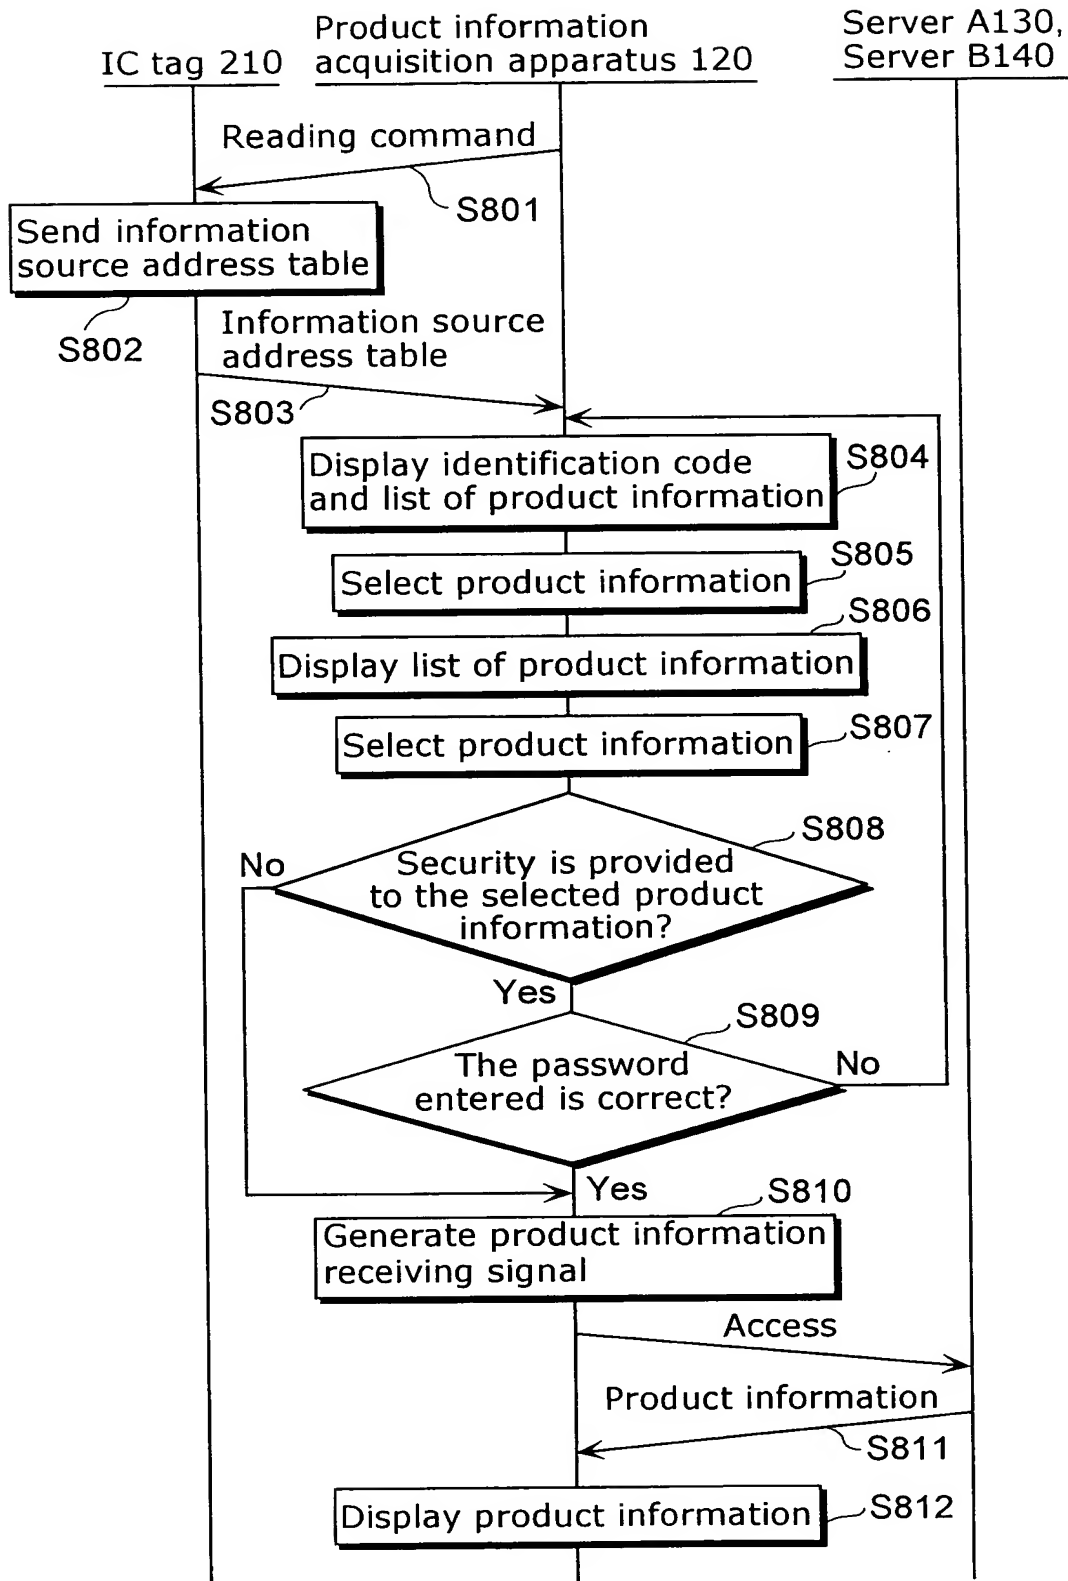 Product information
acquisition apparatus 120
Server A130,
Server B140
IC tag 210
Reading command
S801
Send information
source address table
S802
Information source
address table
S803
Display identification code
and list of product information
S804
Select product information
S805
Display list of product information
S806
Select product information
S807
Security is provided
to the selected product
information?
S808
No
Yes
The password
entered is correct?
S809
No
Yes
Generate product information
receiving signal
S810
Access
Product information
S811
Display product information
S812